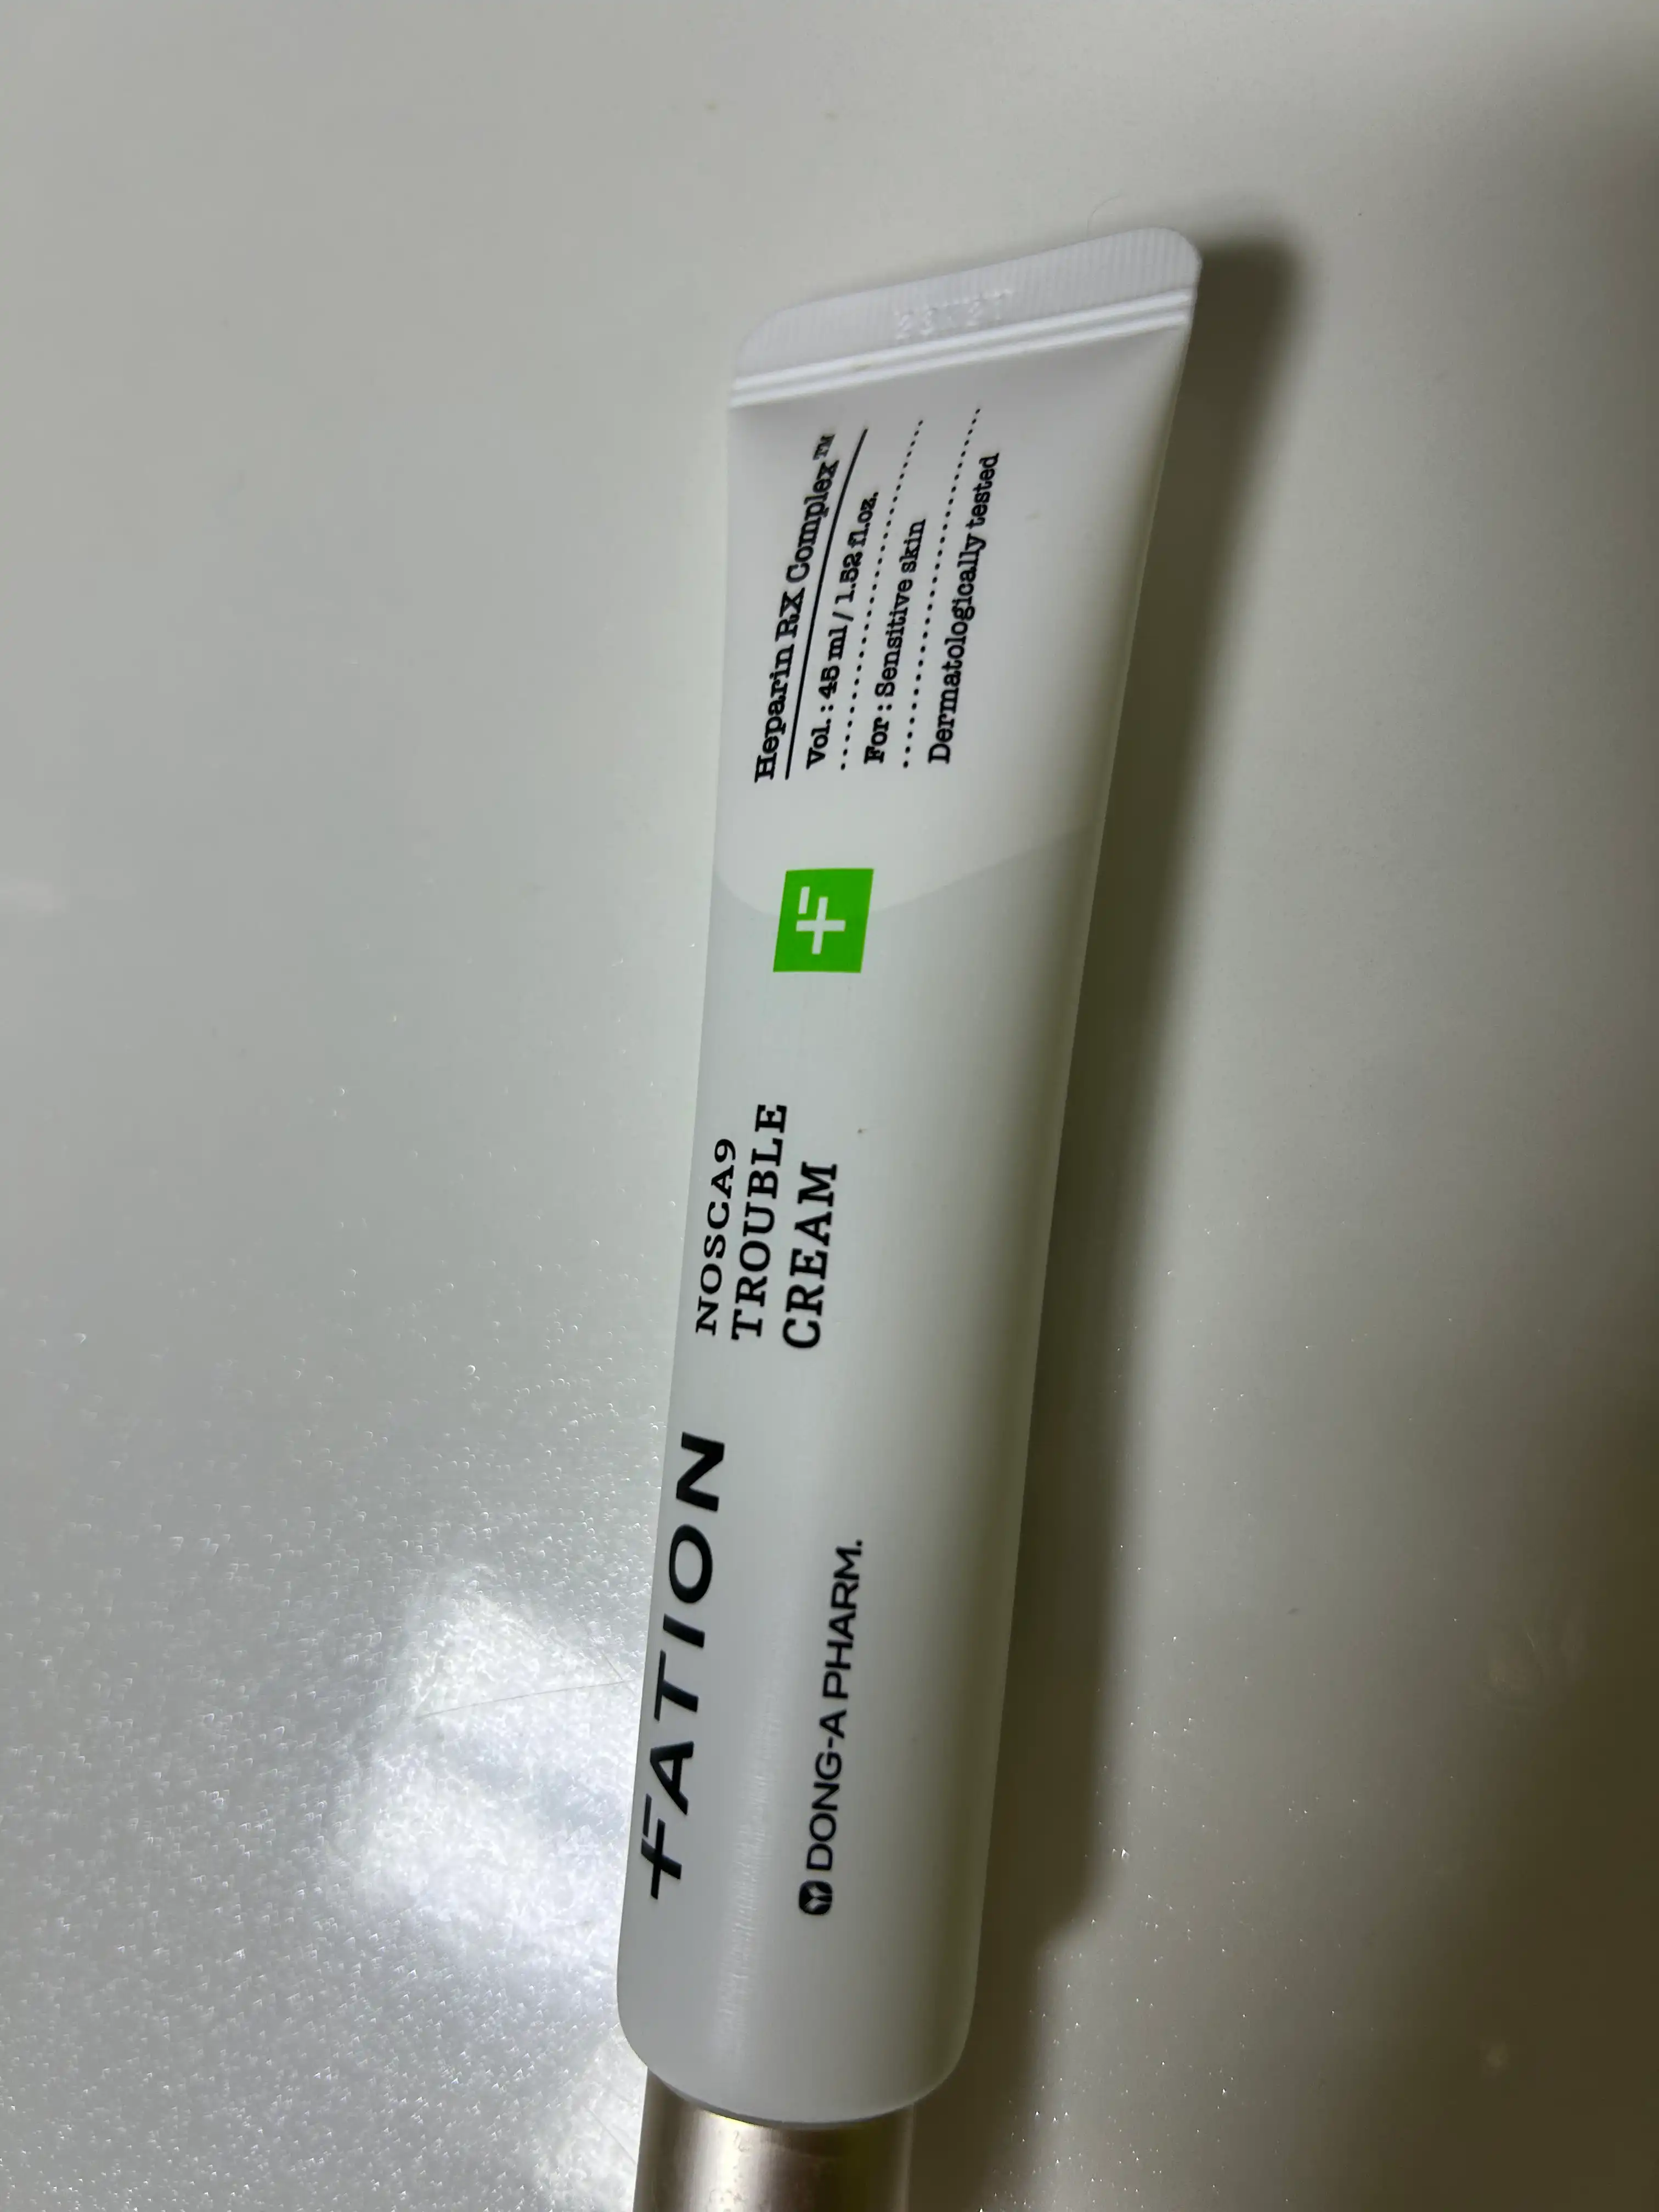 FATION
DONG-A PHARM.
NOSCA9
TROUBLE
CREAM
Heparin RX Complex™
Vol. : 45 ml / 1.52 fl.oz.
For : Sensitive skin
Dermatologically tested